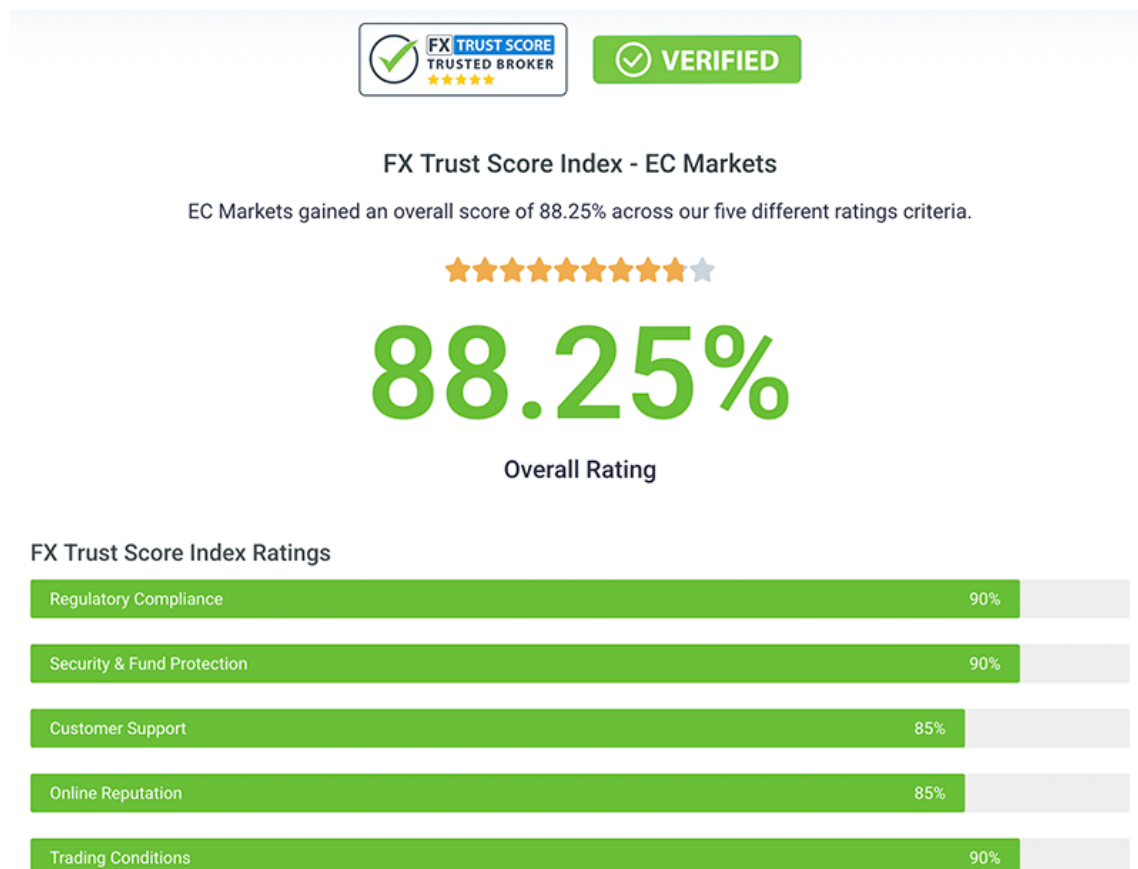 FX TRUST SCORE
TRUSTED BROKER
VERIFIED
FX Trust Score Index - EC Markets
EC Markets gained an overall score of 88.25% across our five different ratings criteria.
88.25%
Overall Rating
FX Trust Score Index Ratings
Regulatory Compliance 90%
Security & Fund Protection 90%
Customer Support 85%
Online Reputation 85%
Trading Conditions 90%